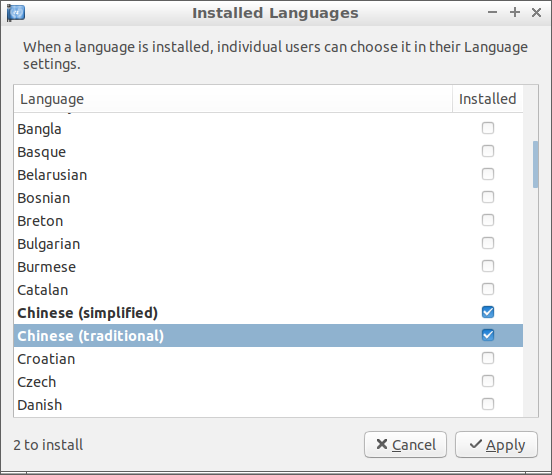 Installed Languages
When a language is installed, individual users can choose it in their Language
settings.
Language Installed
Bangla
Basque
Belarusian
Bosnian
Breton
Bulgarian
Burmese
Catalan
Chinese (simplified)
Chinese (traditional)
Croatian
Czech
Danish
2 to install Cancel Apply